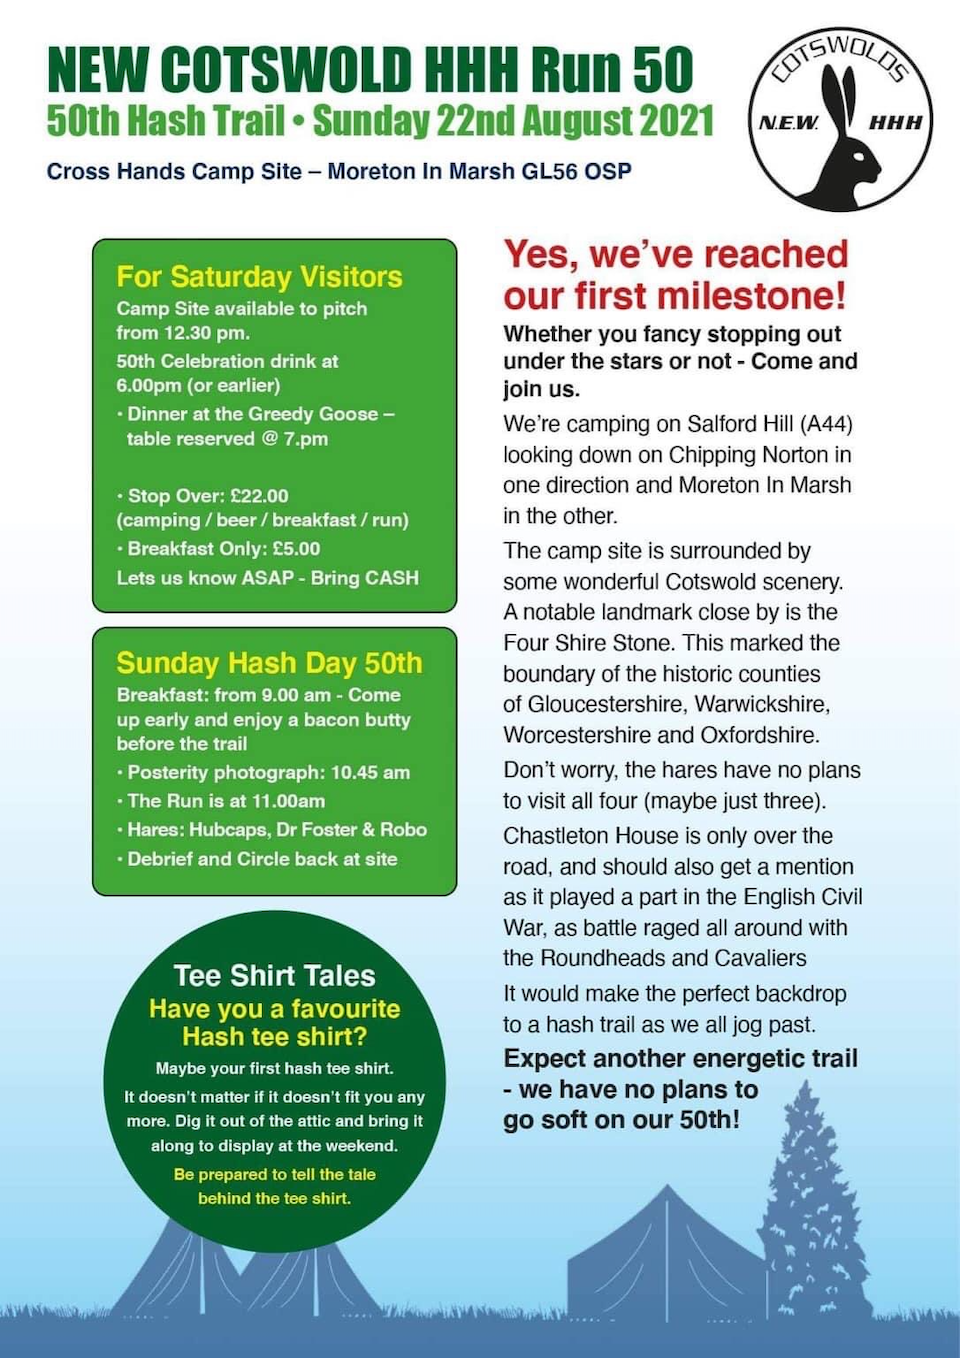 NEW COTSWOLD HHH Run 50
50th Hash Trail • Sunday 22nd August 2021
Cross Hands Camp Site – Moreton In Marsh GL56 OSP
COTSWOLDS
N.E.W. HHH
For Saturday Visitors
Camp Site available to pitch
from 12.30 pm.
50th Celebration drink at
6.00pm (or earlier)
• Dinner at the Greedy Goose –
table reserved @ 7.pm
• Stop Over: £22.00
(camping / beer / breakfast / run)
• Breakfast Only: £5.00
Lets us know ASAP - Bring CASH
Sunday Hash Day 50th
Breakfast: from 9.00 am - Come
up early and enjoy a bacon butty
before the trail
• Posterity photograph: 10.45 am
• The Run is at 11.00am
• Hares: Hubcaps, Dr Foster & Robo
• Debrief and Circle back at site
Tee Shirt Tales
Have you a favourite
Hash tee shirt?
Maybe your first hash tee shirt.
It doesn't matter if it doesn't fit you any
more. Dig it out of the attic and bring it
along to display at the weekend.
Be prepared to tell the tale
behind the tee shirt.
Yes, we've reached
our first milestone!
Whether you fancy stopping out
under the stars or not - Come and
join us.
We're camping on Salford Hill (A44)
looking down on Chipping Norton in
one direction and Moreton In Marsh
in the other.
The camp site is surrounded by
some wonderful Cotswold scenery.
A notable landmark close by is the
Four Shire Stone. This marked the
boundary of the historic counties
of Gloucestershire, Warwickshire,
Worcestershire and Oxfordshire.
Don't worry, the hares have no plans
to visit all four (maybe just three).
Chastleton House is only over the
road, and should also get a mention
as it played a part in the English Civil
War, as battle raged all around with
the Roundheads and Cavaliers
It would make the perfect backdrop
to a hash trail as we all jog past.
Expect another energetic trail
- we have no plans to
go soft on our 50th!